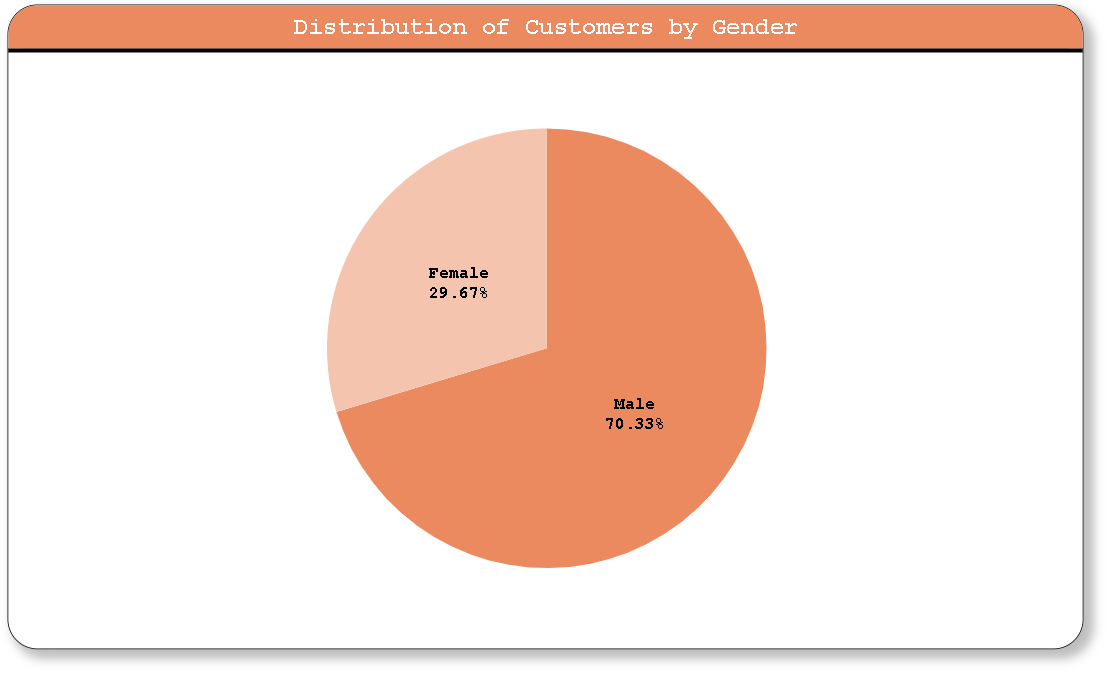 Distribution of Customers by Gender
Female
29.67%
Male
70.33%